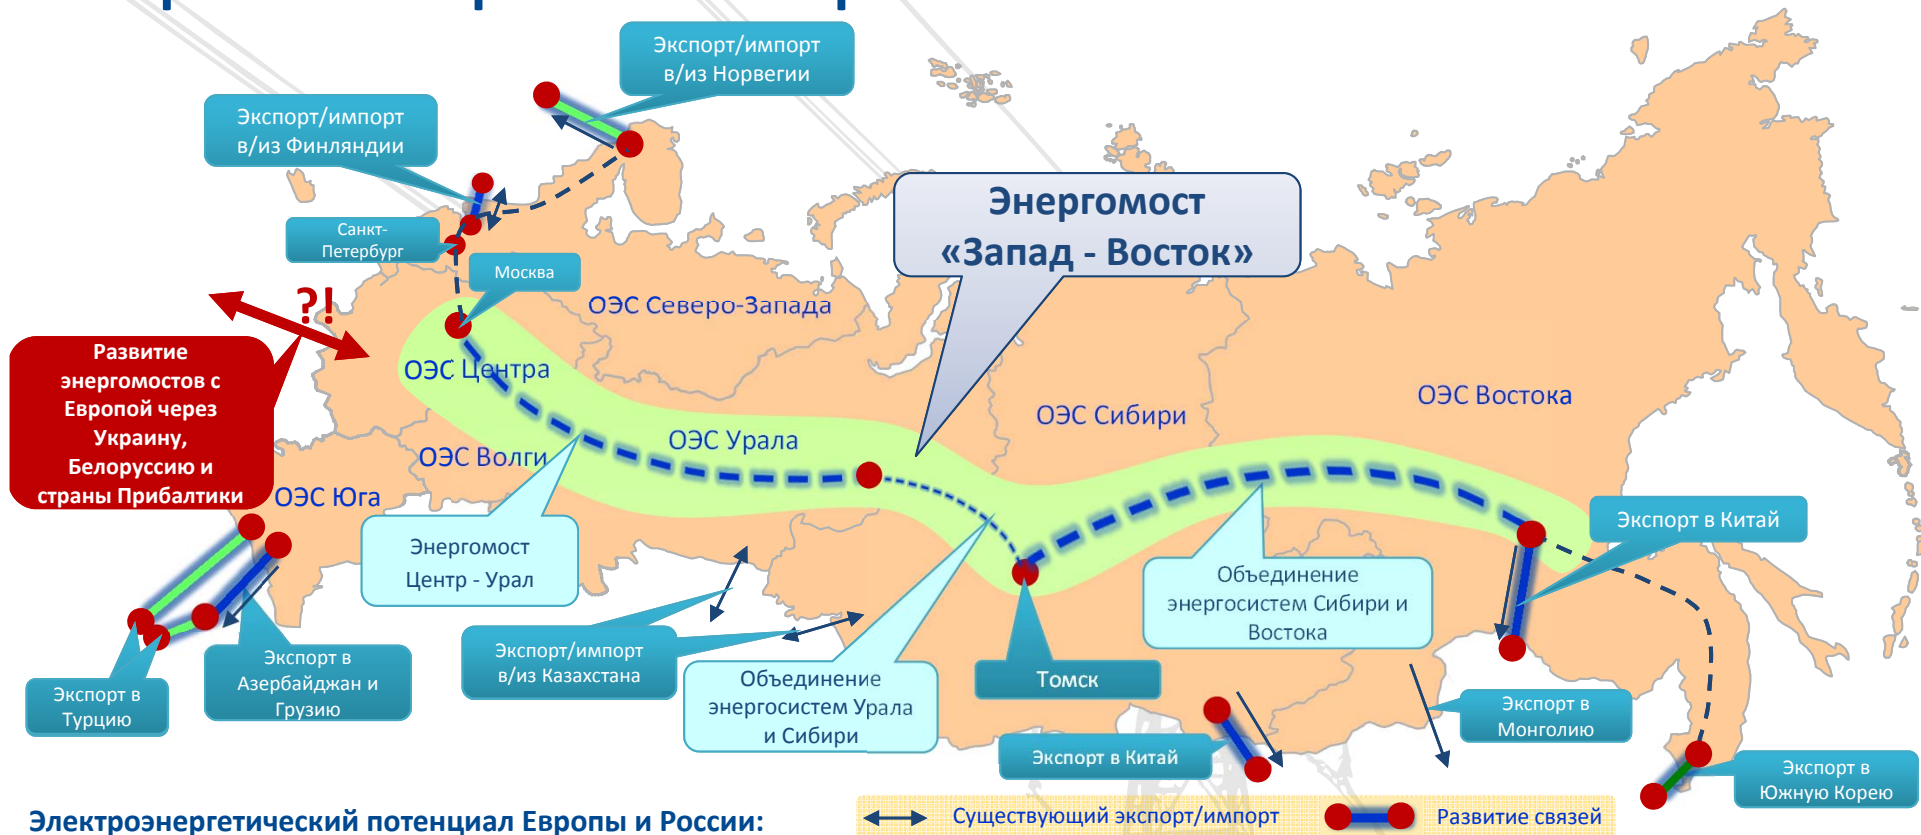 Экспорт/импорт
в/из Норвегии
Экспорт/импорт
в/из Финляндии
Санкт-
Петербург
Москва
Энергомост
«Запад - Восток»
?!
Развитие
энергомостов с
Европой через
Украину,
Белоруссию и
страны Прибалтики
ОЭС Северо-Запада
ОЭС Центра
ОЭС Волги
ОЭС Урала
ОЭС Сибири
ОЭС Востока
ОЭС Юга
Энергомост
Центр - Урал
Экспорт в Китай
Объединение
энергосистем Сибири и
Востока
Экспорт в
Турцию
Экспорт в
Азербайджан и
Грузию
Экспорт/импорт
в/из Казахстана
Объединение
энергосистем Урала
и Сибири
Томск
Экспорт в Китай
Экспорт в
Монголию
Экспорт в
Южную Корею
Электроэнергетический потенциал Европы и России:
Существующий экспорт/импорт
Развитие связей